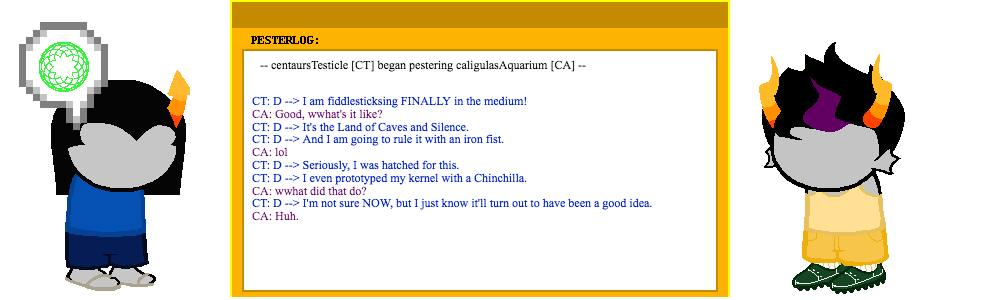 PESTERLOG:
-- centaursTesticle [CT] began pestering caligulasAquarium [CA] --
CT: D --> I am fiddlesticksing FINALLY in the medium!
CA: Good, wwhat's it like?
CT: D --> It's the Land of Caves and Silence.
CT: D --> And I am going to rule it with an iron fist.
CA: lol
CT: D --> Seriously, I was hatched for this.
CT: D --> I even prototyped my kernel with a Chinchilla.
CA: wwhat did that do?
CT: D --> I'm not sure NOW, but I just know it'll turn out to have been a good idea.
CA: Huh.